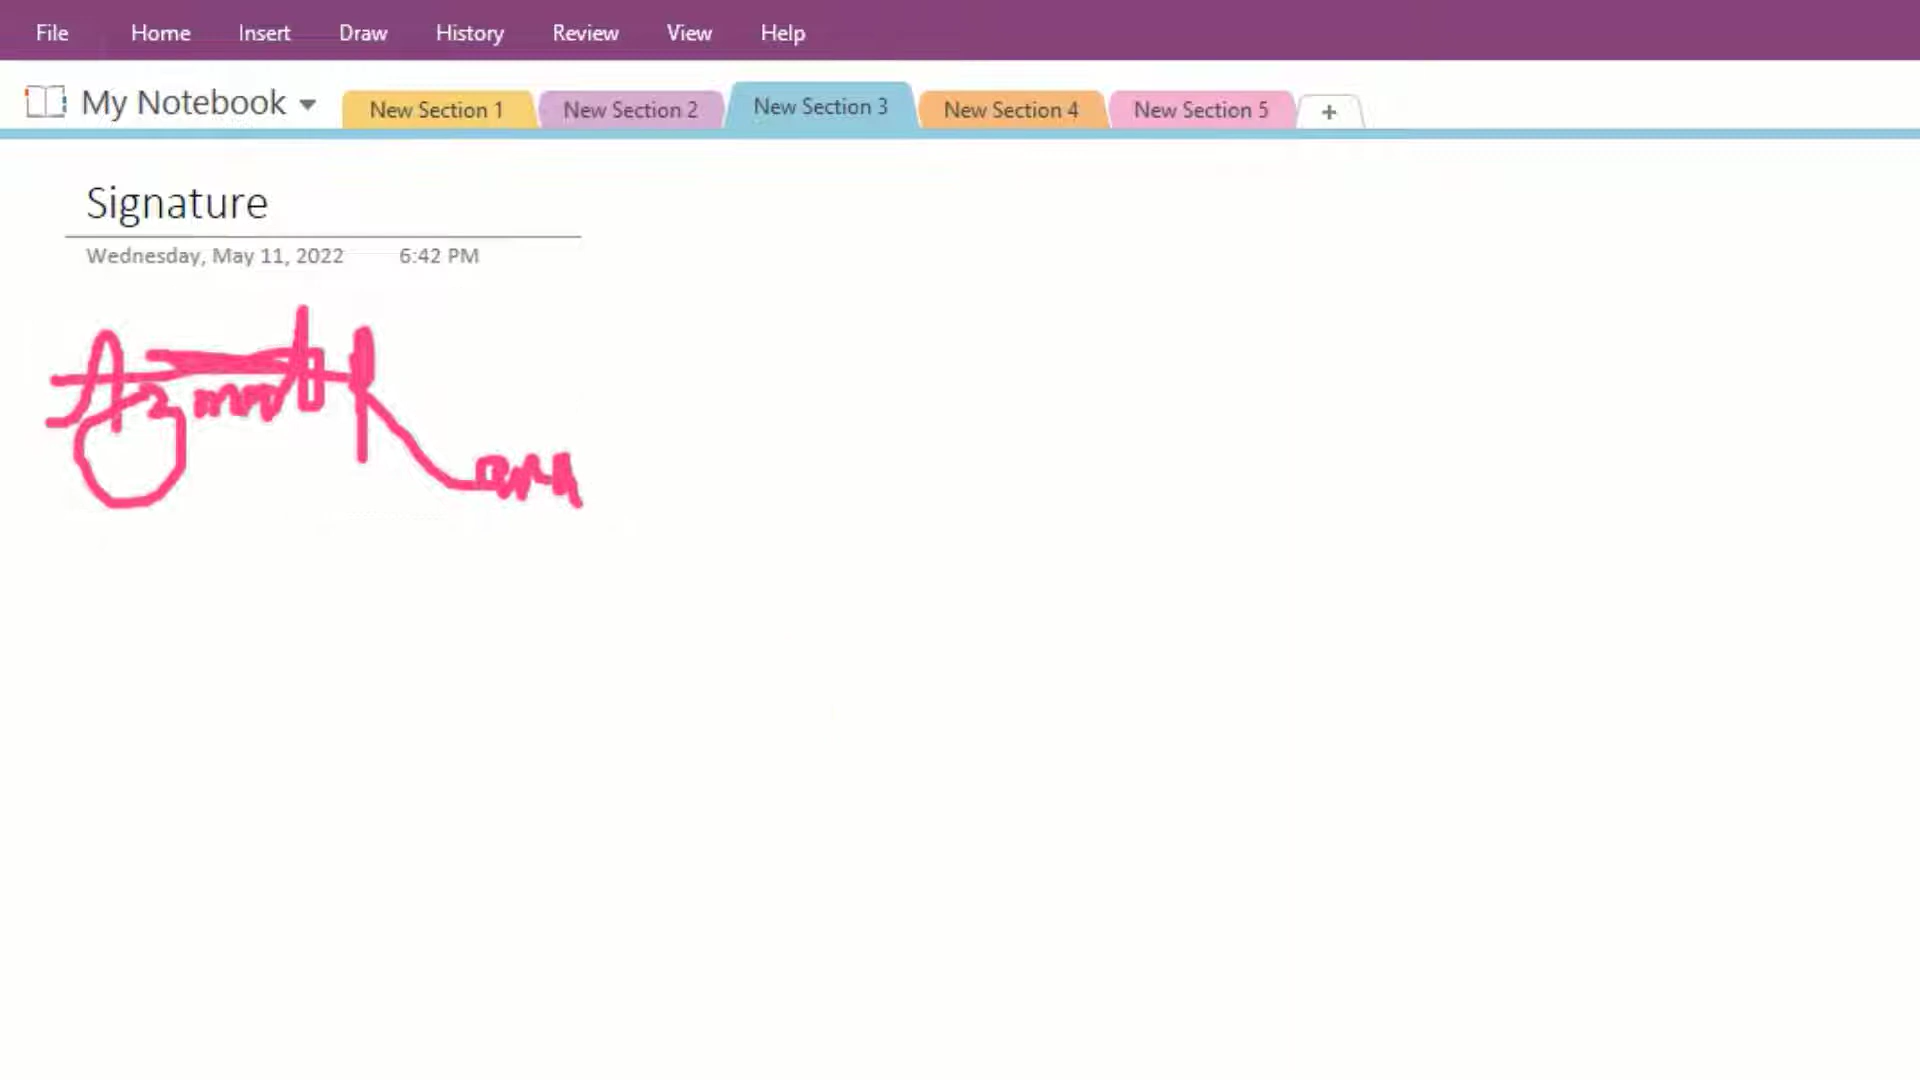 File Home Insert Draw History Review View Help
My Notebook New Section 1 New Section 2 New Section 3 New Section 4 New Section 5 +
Signature
Wednesday, May 11, 2022 6:42 PM